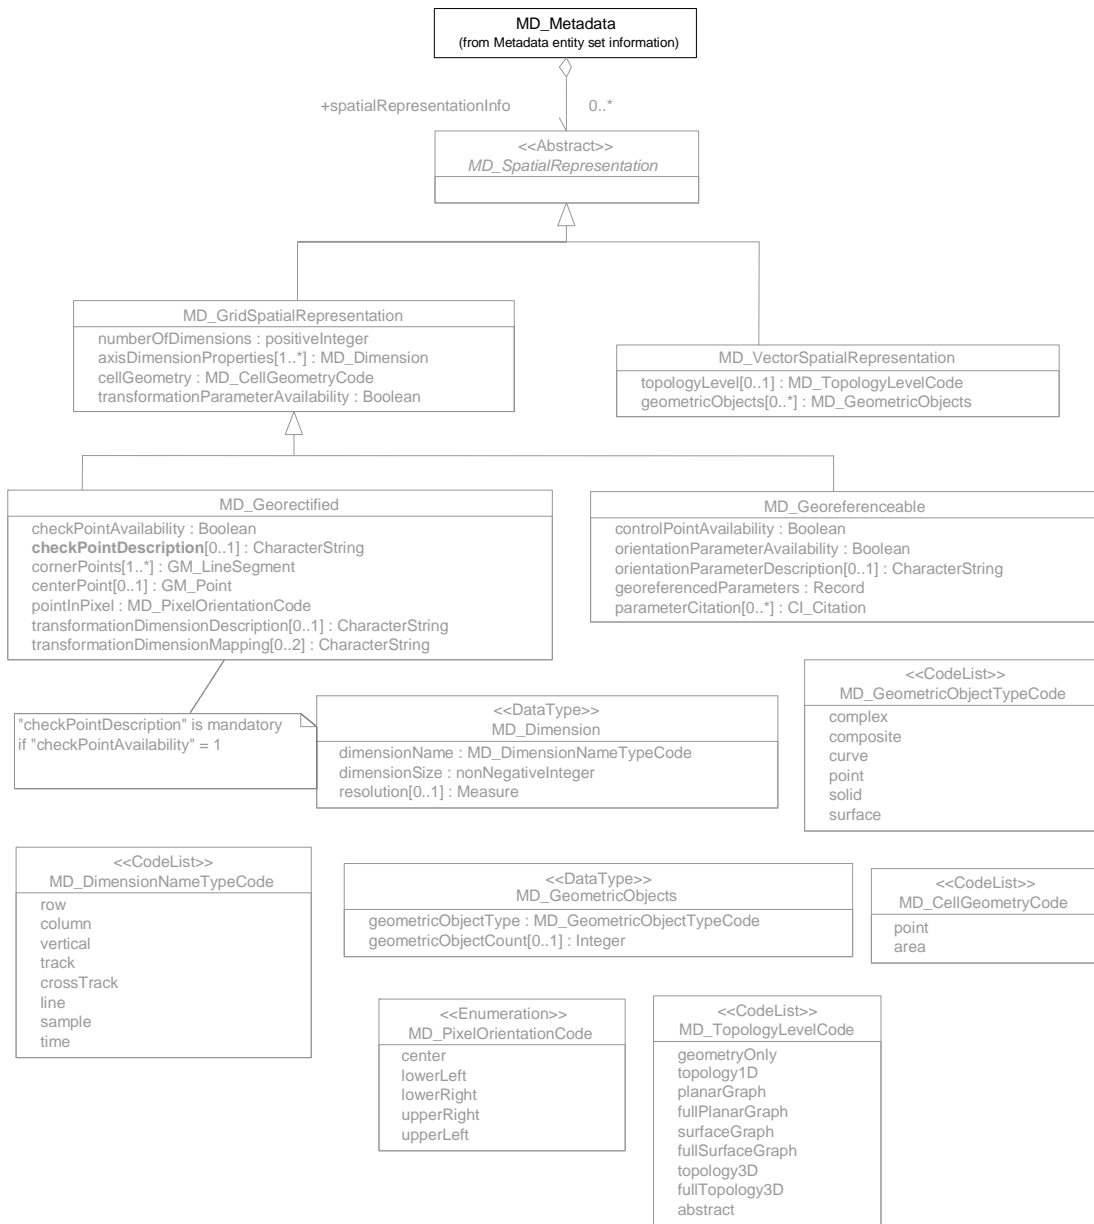 MD_Metadata
(from Metadata entity set information)
+spatialRepresentationInfo 0..*
<<Abstract>>
MD_SpatialRepresentation
MD_GridSpatialRepresentation
numberOfDimensions : positiveInteger
axisDimensionProperties[1..*] : MD_Dimension
cellGeometry : MD_CellGeometryCode
transformationParameterAvailability : Boolean
MD_VectorSpatialRepresentation
topologyLevel[0..1] : MD_TopologyLevelCode
geometricObjects[0..*] : MD_GeometricObjects
MD_Georectified
checkPointAvailability : Boolean
checkPointDescription[0..1] : CharacterString
cornerPoints[1..*] : GM_LineSegment
centerPoint[0..1] : GM_Point
pointInPixel : MD_PixelOrientationCode
transformationDimensionDescription[0..1] : CharacterString
transformationDimensionMapping[0..2] : CharacterString
MD_Georeferenceable
controlPointAvailability : Boolean
orientationParameterAvailability : Boolean
orientationParameterDescription[0..1] : CharacterString
georeferencedParameters : Record
parameterCitation[0..*] : CI_Citation
"checkPointDescription" is mandatory
if "checkPointAvailability" = 1
<<DataType>>
MD_Dimension
dimensionName : MD_DimensionNameTypeCode
dimensionSize : nonNegativeInteger
resolution[0..1] : Measure
<<CodeList>>
MD_GeometricObjectTypeCode
complex
composite
curve
point
solid
surface
<<CodeList>>
MD_DimensionNameTypeCode
row
column
vertical
track
crossTrack
line
sample
time
<<DataType>>
MD_GeometricObjects
geometricObjectType : MD_GeometricObjectTypeCode
geometricObjectCount[0..1] : Integer
<<CodeList>>
MD_CellGeometryCode
point
area
<<Enumeration>>
MD_PixelOrientationCode
center
lowerLeft
lowerRight
upperRight
upperLeft
<<CodeList>>
MD_TopologyLevelCode
geometryOnly
topology1D
planarGraph
fullPlanarGraph
surfaceGraph
fullSurfaceGraph
topology3D
fullTopology3D
abstract